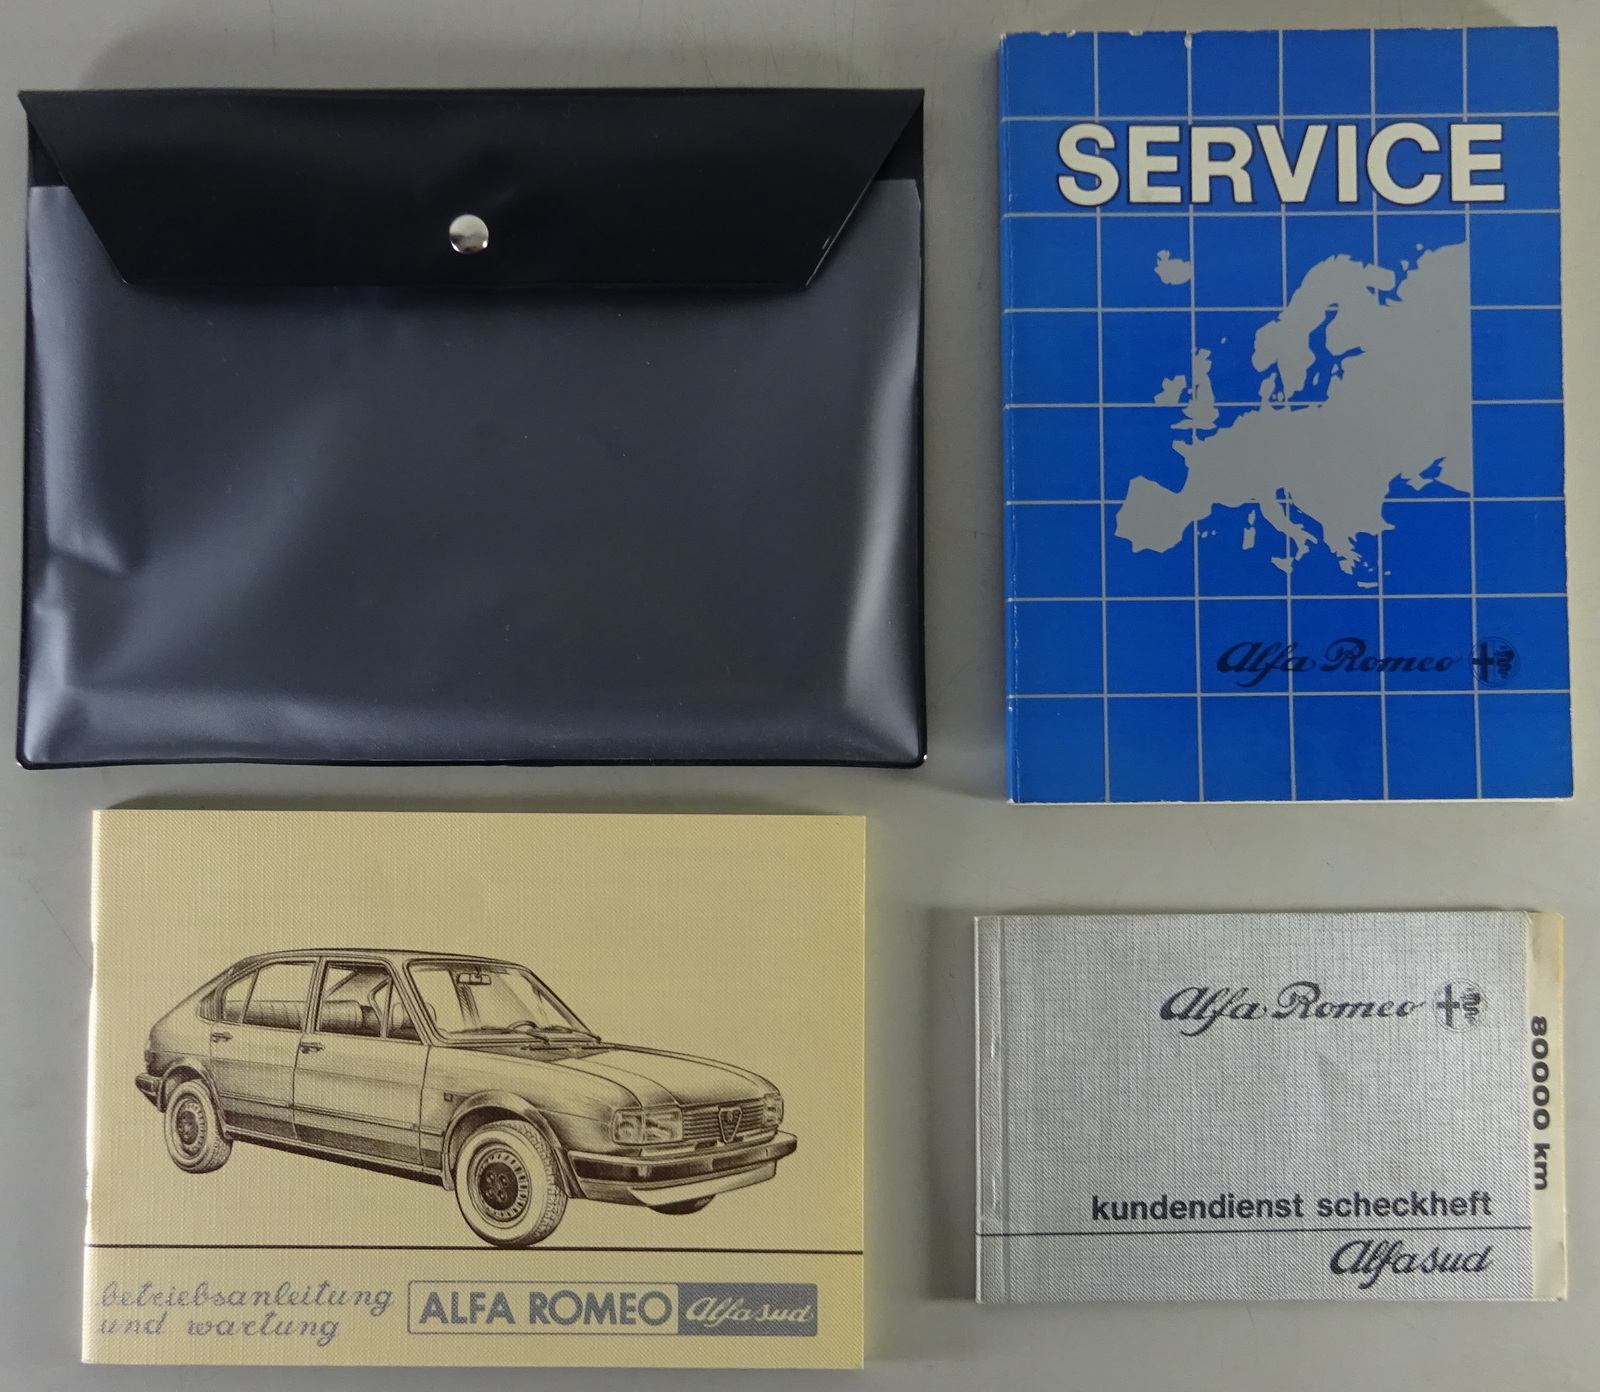 SERVICE
Alfa Romeo
betriebsanleitung
und wartung
ALFA ROMEO Alfasud
Alfa Romeo
80000 km
kundendienst scheckheft
Alfasud